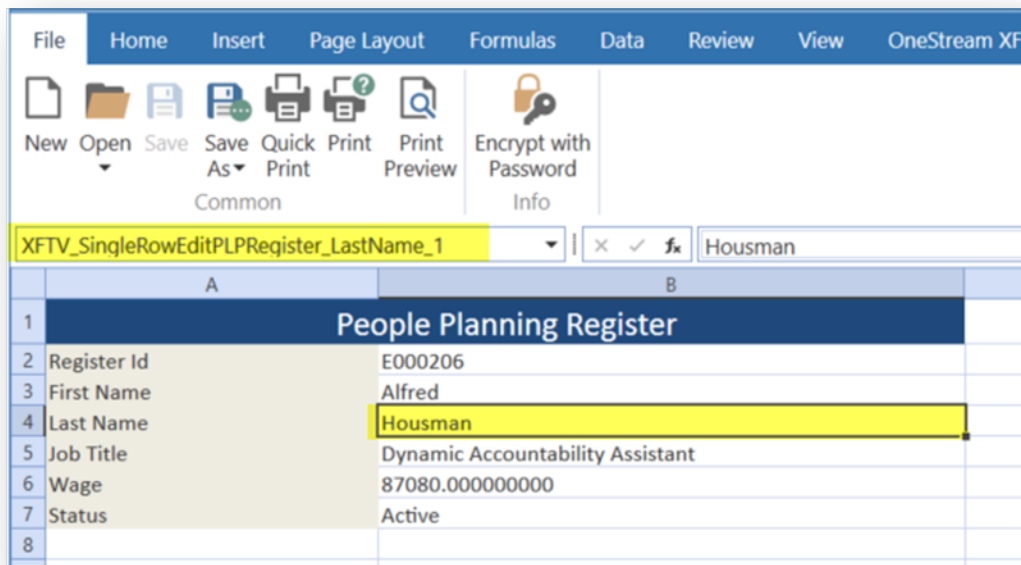 File Home Insert Page Layout Formulas Data Review View OneStream XF
New Open Save Save As Quick Print Print Print Preview Encrypt with Password
Common Info
XFTV_SingleRowEditPLPRegister_LastName_1 fx Housman
A B
1 People Planning Register
2 Register Id E000206
3 First Name Alfred
4 Last Name Housman
5 Job Title Dynamic Accountability Assistant
6 Wage 87080.000000000
7 Status Active
8